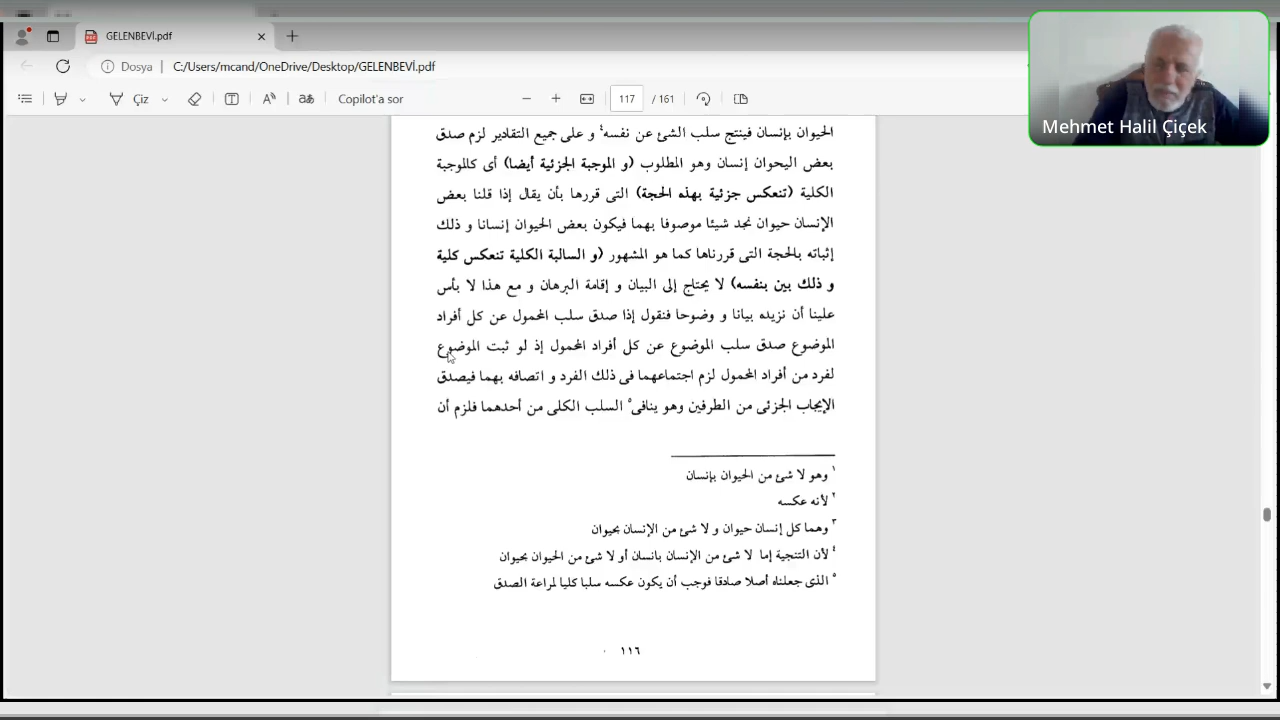 GELENBEVİ.pdf
Dosya C:/Users/mcand/OneDrive/Desktop/GELENBEVİ.pdf
Çiz Copilot'a sor 117 / 161
Mehmet Halil Çiçek
الحيوان بإنسان فينتج سلب الشئ عن نفسه٤ و على جميع التقادير لزم صدق
بعض اليحوان إنسان وهو المطلوب (و الموجبة الجزئية أيضا) أى كالموجبة
الكلية (تنعكس جزئية بهذه الحجة) التى قررها بأن يقال إذا قلنا بعض
الإنسان حيوان نجد شيئا موصوفا بهما فيكون بعض الحيوان إنسانا و ذلك
إثباته بالحجة التى قررناها كما هو المشهور (و السالبة الكلية تنعكس كلية
و ذلك بين بنفسه) لا يحتاج إلى البيان و إقامة البرهان و مع هذا لا بأس
علينا أن نزيده بيانا و وضوحا فنقول إذا صدق سلب المحمول عن كل أفراد
الموضوع صدق سلب الموضوع عن كل أفراد المحمول إذ لو ثبت الموضوع
لفرد من أفراد المحمول لزم اجتماعهما فى ذلك الفرد و اتصافه بهما فيصدق
الإيجاب الجزئى من الطرفين وهو ينافى٥ السلب الكلى من أحدهما فلزم أن
١ وهو لا شئ من الحيوان بإنسان
٢ لأنه عكسه
٣ وهما كل إنسان حيوان و لا شئ من الإنسان بحيوان
٤ لأن التنجية إما لا شئ من الإنسان بانسان أو لا شئ من الحيوان بحيوان
٥ الذى جعلناه أصلا صادقا فوجب أن يكون عكسه سلبا كليا لمراعة الصدق
١١٦